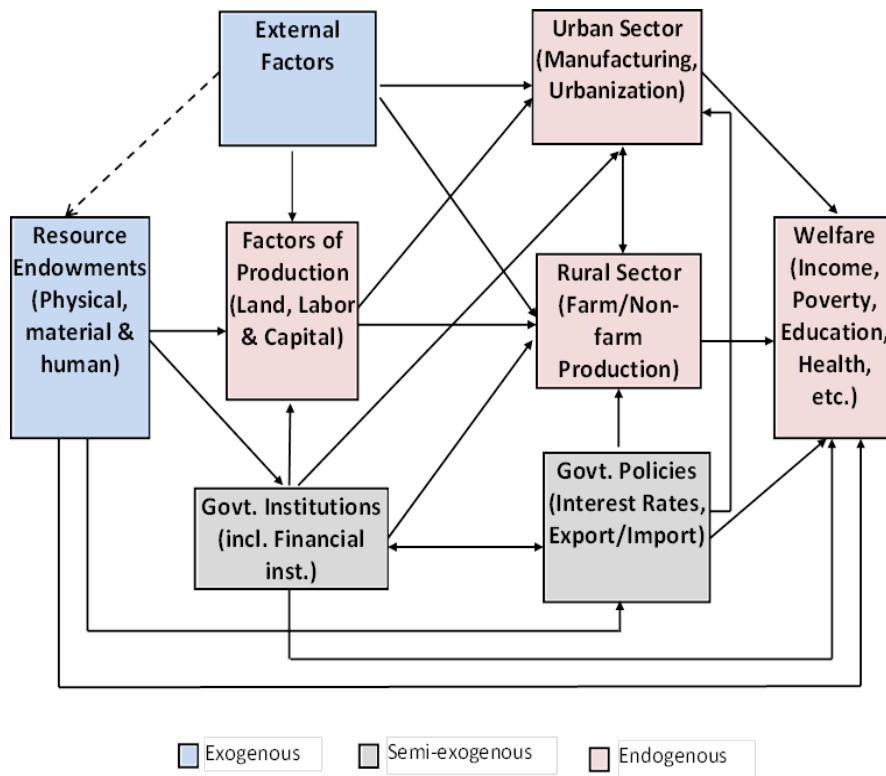 External
Factors
Urban Sector
(Manufacturing,
Urbanization)
Resource
Endowments
(Physical,
material &
human)
Factors of
Production
(Land, Labor
& Capital)
Rural Sector
(Farm/Non-
farm
Production)
Welfare
(Income,
Poverty,
Education,
Health,
etc.)
Govt. Institutions
(incl. Financial
inst.)
Govt. Policies
(Interest Rates,
Export/Import)
Exogenous
Semi-exogenous
Endogenous